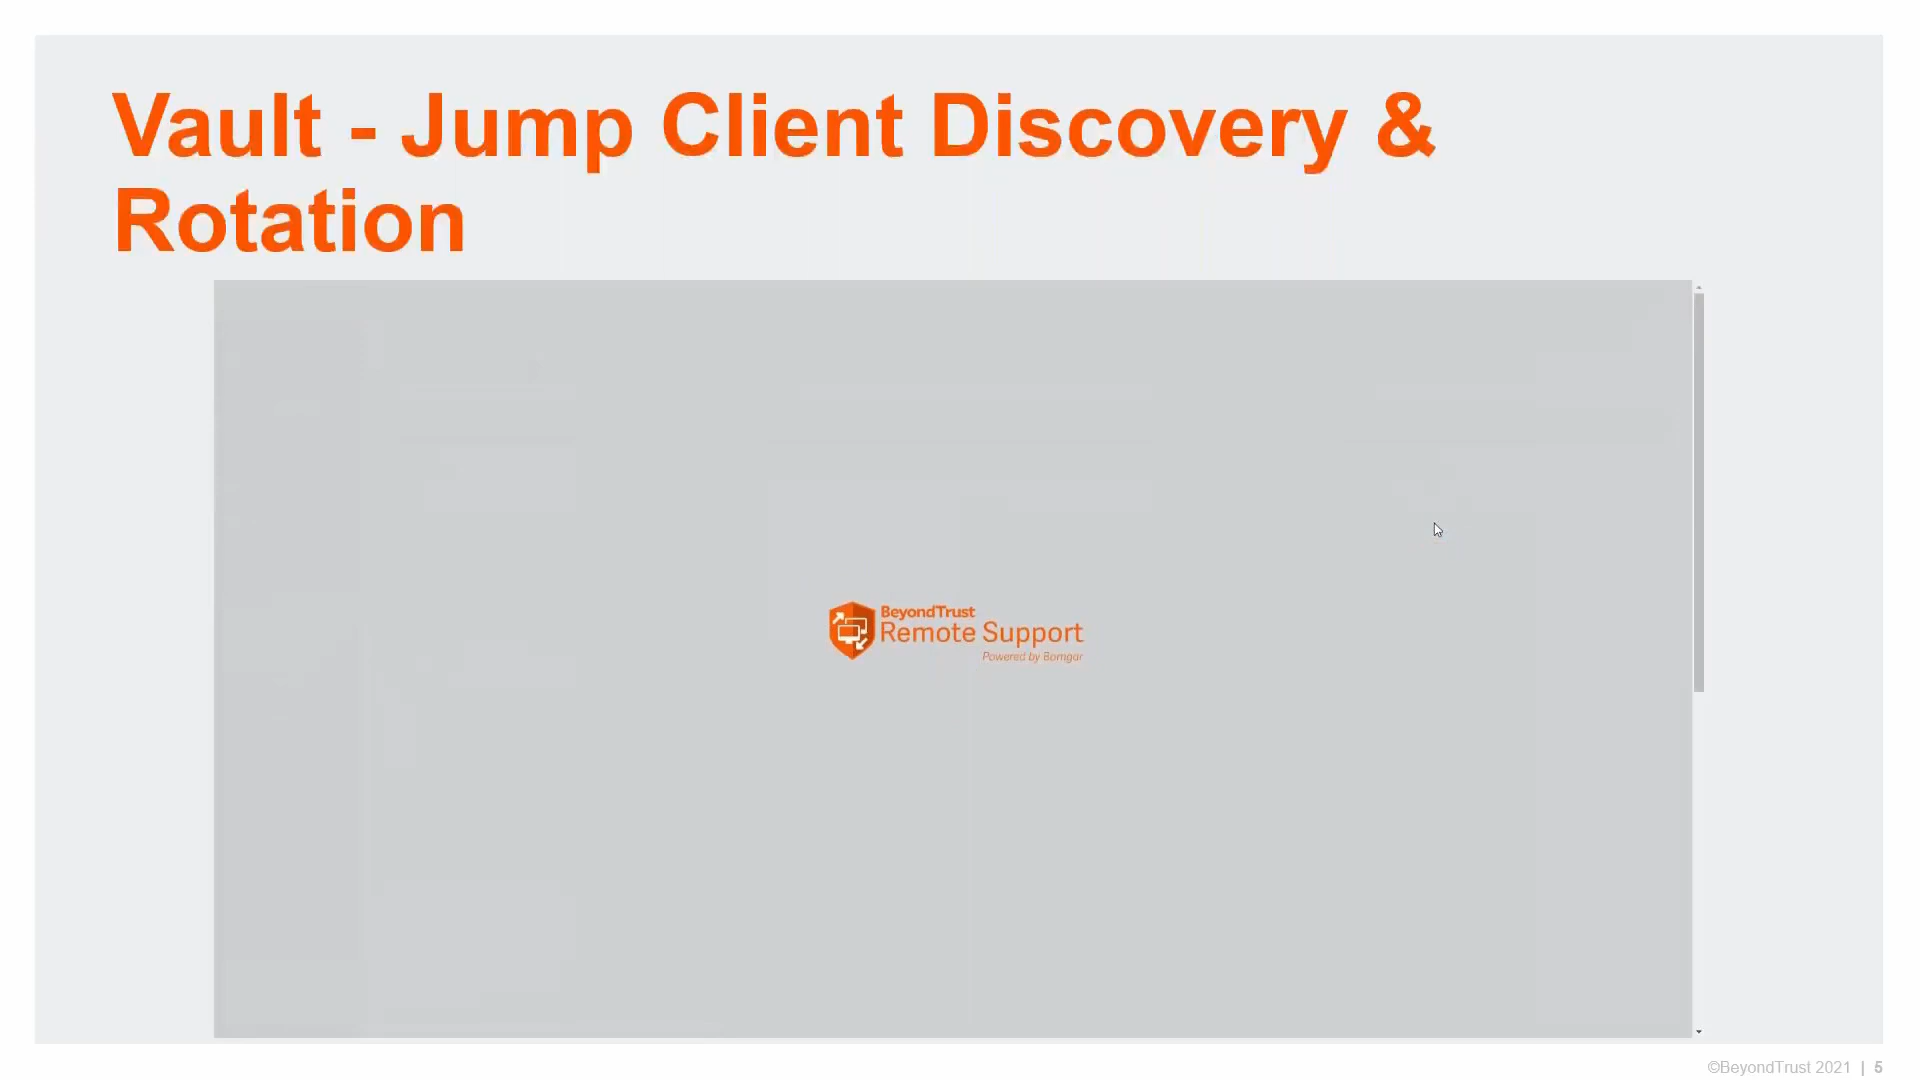 Vault - Jump Client Discovery &
Rotation
BeyondTrust
Remote Support
Powered by Bomgar
©BeyondTrust 2021 | 5